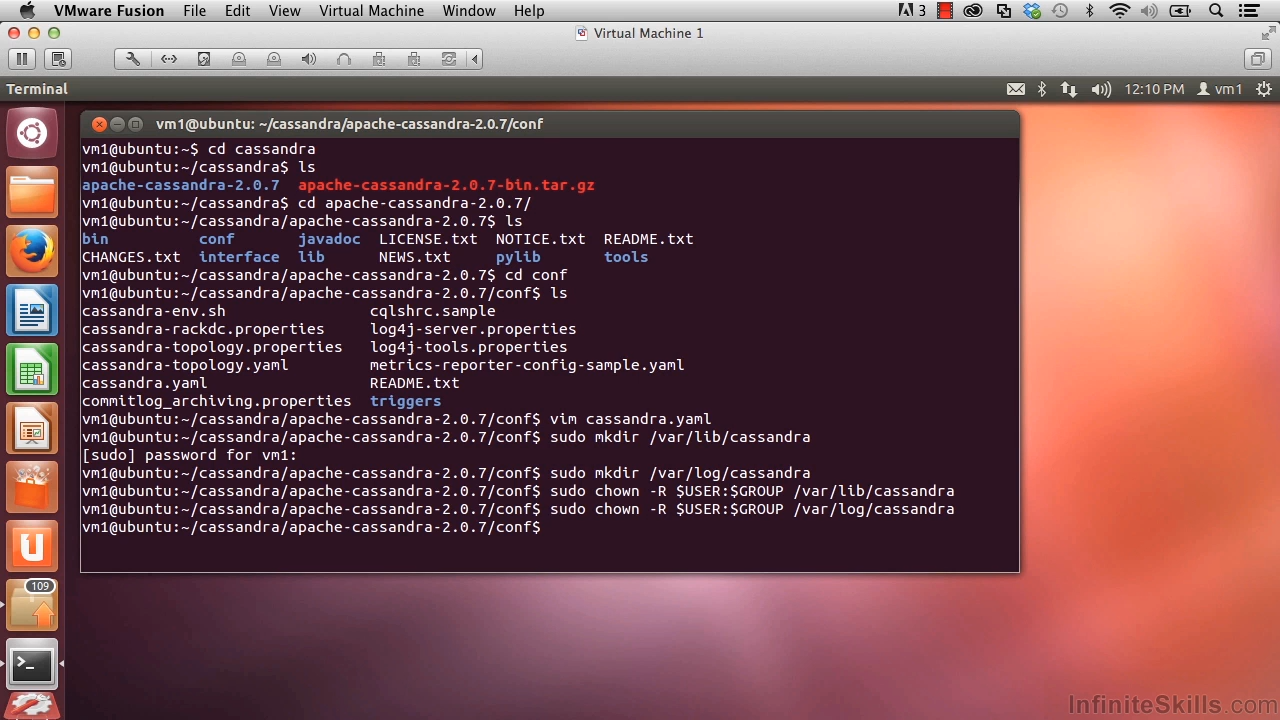 VMware Fusion File Edit View Virtual Machine Window Help 3
Virtual Machine 1
Terminal 12:10 PM vm1
vm1@ubuntu: ~/cassandra/apache-cassandra-2.0.7/conf
vm1@ubuntu:~$ cd cassandra
vm1@ubuntu:~/cassandra$ ls
apache-cassandra-2.0.7 apache-cassandra-2.0.7-bin.tar.gz
vm1@ubuntu:~/cassandra$ cd apache-cassandra-2.0.7/
vm1@ubuntu:~/cassandra/apache-cassandra-2.0.7$ ls
bin conf javadoc LICENSE.txt NOTICE.txt README.txt
CHANGES.txt interface lib NEWS.txt pylib tools
vm1@ubuntu:~/cassandra/apache-cassandra-2.0.7$ cd conf
vm1@ubuntu:~/cassandra/apache-cassandra-2.0.7/conf$ ls
cassandra-env.sh cqlshrc.sample
cassandra-rackdc.properties log4j-server.properties
cassandra-topology.properties log4j-tools.properties
cassandra-topology.yaml metrics-reporter-config-sample.yaml
cassandra.yaml README.txt
commitlog_archiving.properties triggers
vm1@ubuntu:~/cassandra/apache-cassandra-2.0.7/conf$ vim cassandra.yaml
vm1@ubuntu:~/cassandra/apache-cassandra-2.0.7/conf$ sudo mkdir /var/lib/cassandra
[sudo] password for vm1:
vm1@ubuntu:~/cassandra/apache-cassandra-2.0.7/conf$ sudo mkdir /var/log/cassandra
vm1@ubuntu:~/cassandra/apache-cassandra-2.0.7/conf$ sudo chown -R $USER:$GROUP /var/lib/cassandra
vm1@ubuntu:~/cassandra/apache-cassandra-2.0.7/conf$ sudo chown -R $USER:$GROUP /var/log/cassandra
vm1@ubuntu:~/cassandra/apache-cassandra-2.0.7/conf$
109
InfiniteSkills.com